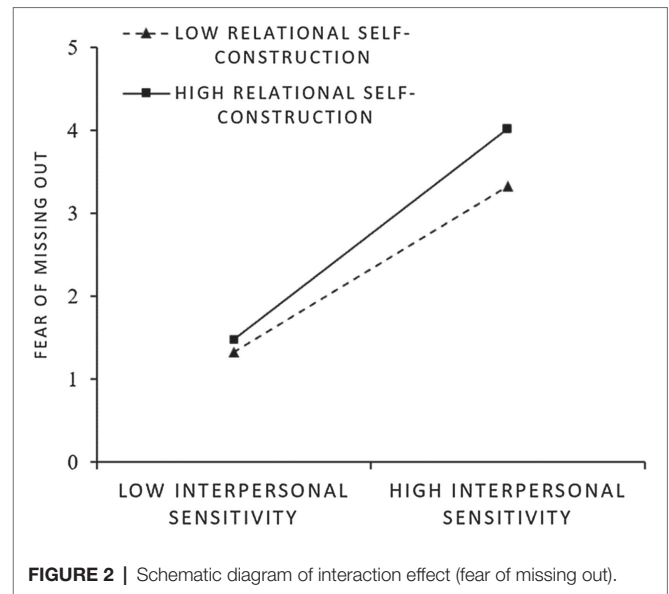 LOW RELATIONAL SELF-
CONSTRUCTION
HIGH RELATIONAL SELF-
CONSTRUCTION
5
4
3
2
1
0
FEAR OF MISSING OUT
LOW INTERPERSONAL
SENSITIVITY
HIGH INTERPERSONAL
SENSITIVITY
FIGURE 2 | Schematic diagram of interaction effect (fear of missing out).